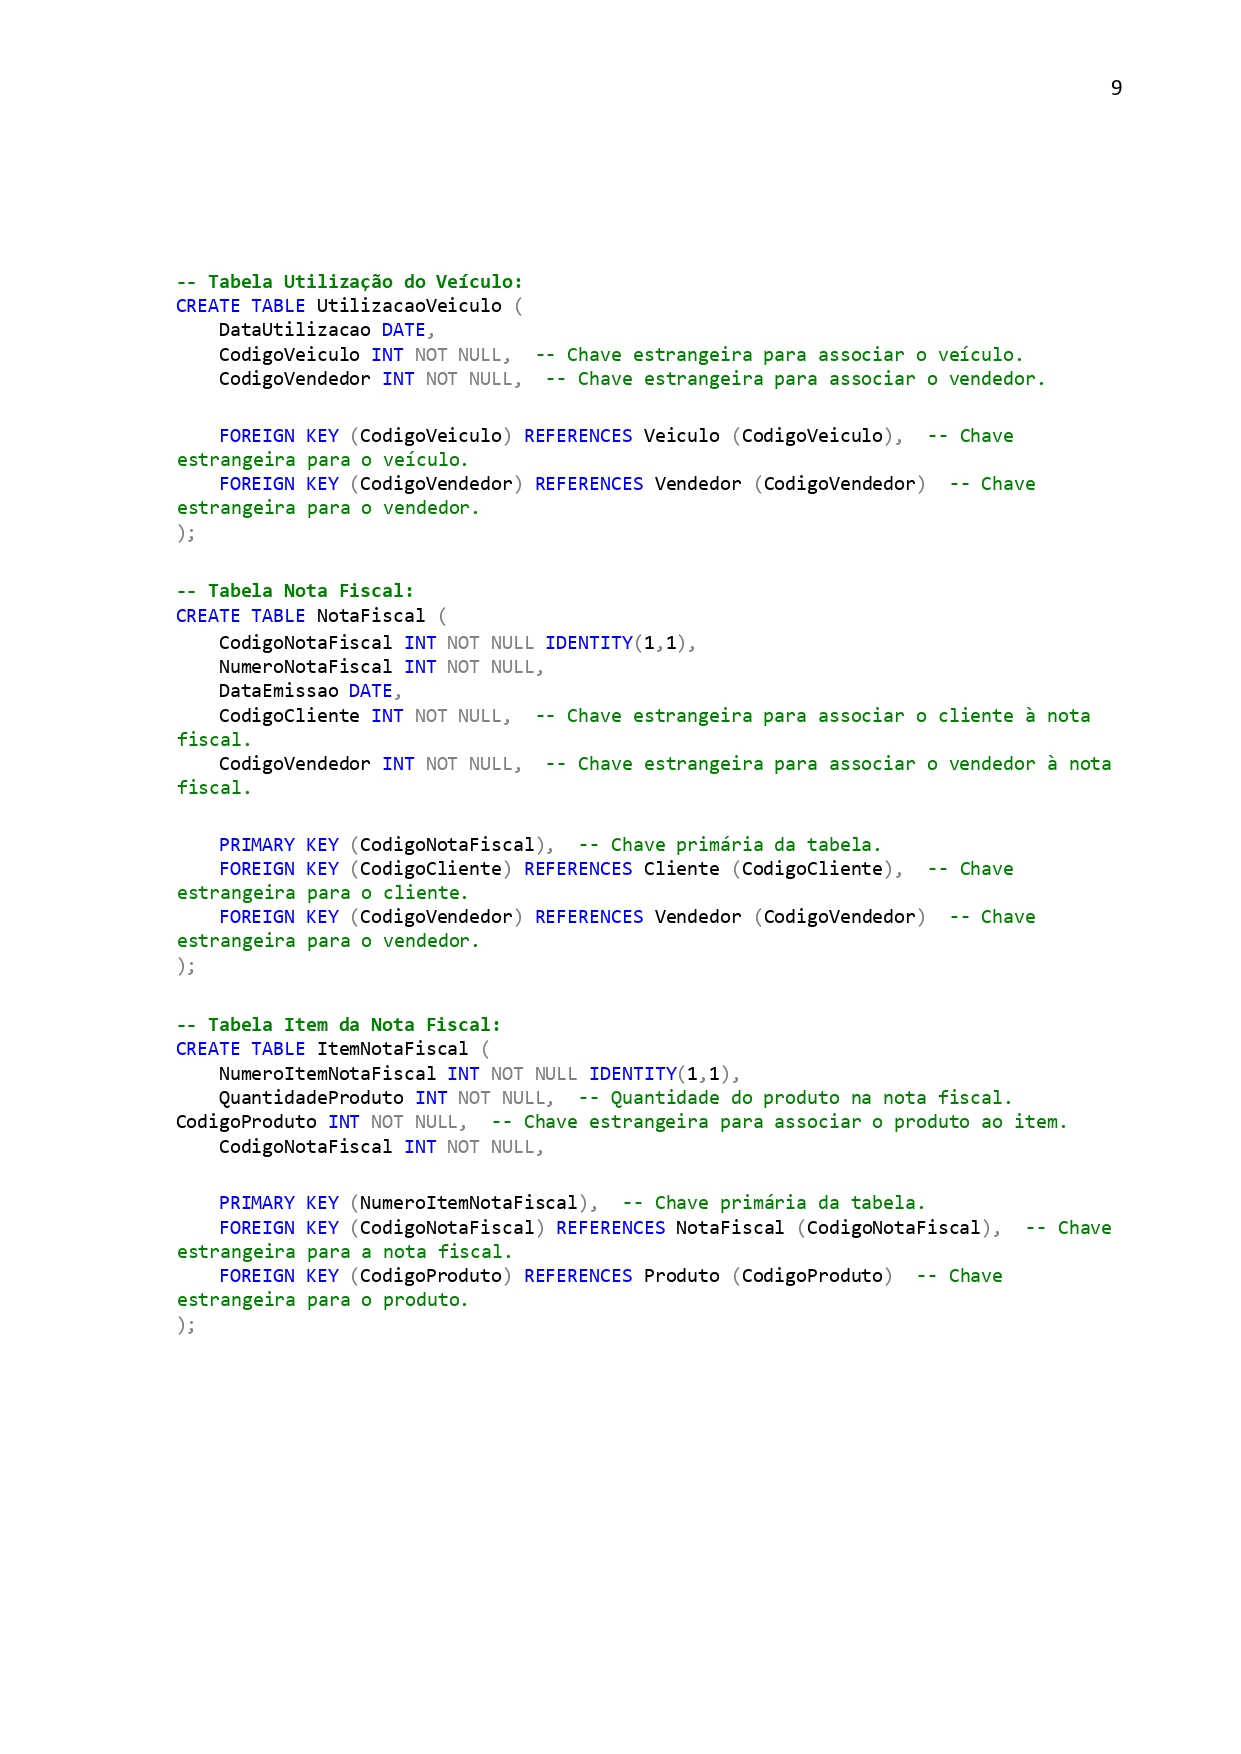 9
-- Tabela Utilização do Veículo:
CREATE TABLE UtilizacaoVeiculo (
    DataUtilizacao DATE,
    CodigoVeiculo INT NOT NULL,  -- Chave estrangeira para associar o veículo.
    CodigoVendedor INT NOT NULL,  -- Chave estrangeira para associar o vendedor.
    FOREIGN KEY (CodigoVeiculo) REFERENCES Veiculo (CodigoVeiculo),  -- Chave
estrangeira para o veículo.
    FOREIGN KEY (CodigoVendedor) REFERENCES Vendedor (CodigoVendedor)  -- Chave
estrangeira para o vendedor.
);
-- Tabela Nota Fiscal:
CREATE TABLE NotaFiscal (
    CodigoNotaFiscal INT NOT NULL IDENTITY(1,1),
    NumeroNotaFiscal INT NOT NULL,
    DataEmissao DATE,
    CodigoCliente INT NOT NULL,  -- Chave estrangeira para associar o cliente à nota
fiscal.
    CodigoVendedor INT NOT NULL,  -- Chave estrangeira para associar o vendedor à nota
fiscal.
    PRIMARY KEY (CodigoNotaFiscal),  -- Chave primária da tabela.
    FOREIGN KEY (CodigoCliente) REFERENCES Cliente (CodigoCliente),  -- Chave
estrangeira para o cliente.
    FOREIGN KEY (CodigoVendedor) REFERENCES Vendedor (CodigoVendedor)  -- Chave
estrangeira para o vendedor.
);
-- Tabela Item da Nota Fiscal:
CREATE TABLE ItemNotaFiscal (
    NumeroItemNotaFiscal INT NOT NULL IDENTITY(1,1),
    QuantidadeProduto INT NOT NULL,  -- Quantidade do produto na nota fiscal.
CodigoProduto INT NOT NULL,  -- Chave estrangeira para associar o produto ao item.
    CodigoNotaFiscal INT NOT NULL,
    PRIMARY KEY (NumeroItemNotaFiscal),  -- Chave primária da tabela.
    FOREIGN KEY (CodigoNotaFiscal) REFERENCES NotaFiscal (CodigoNotaFiscal),  -- Chave
estrangeira para a nota fiscal.
    FOREIGN KEY (CodigoProduto) REFERENCES Produto (CodigoProduto)  -- Chave
estrangeira para o produto.
);